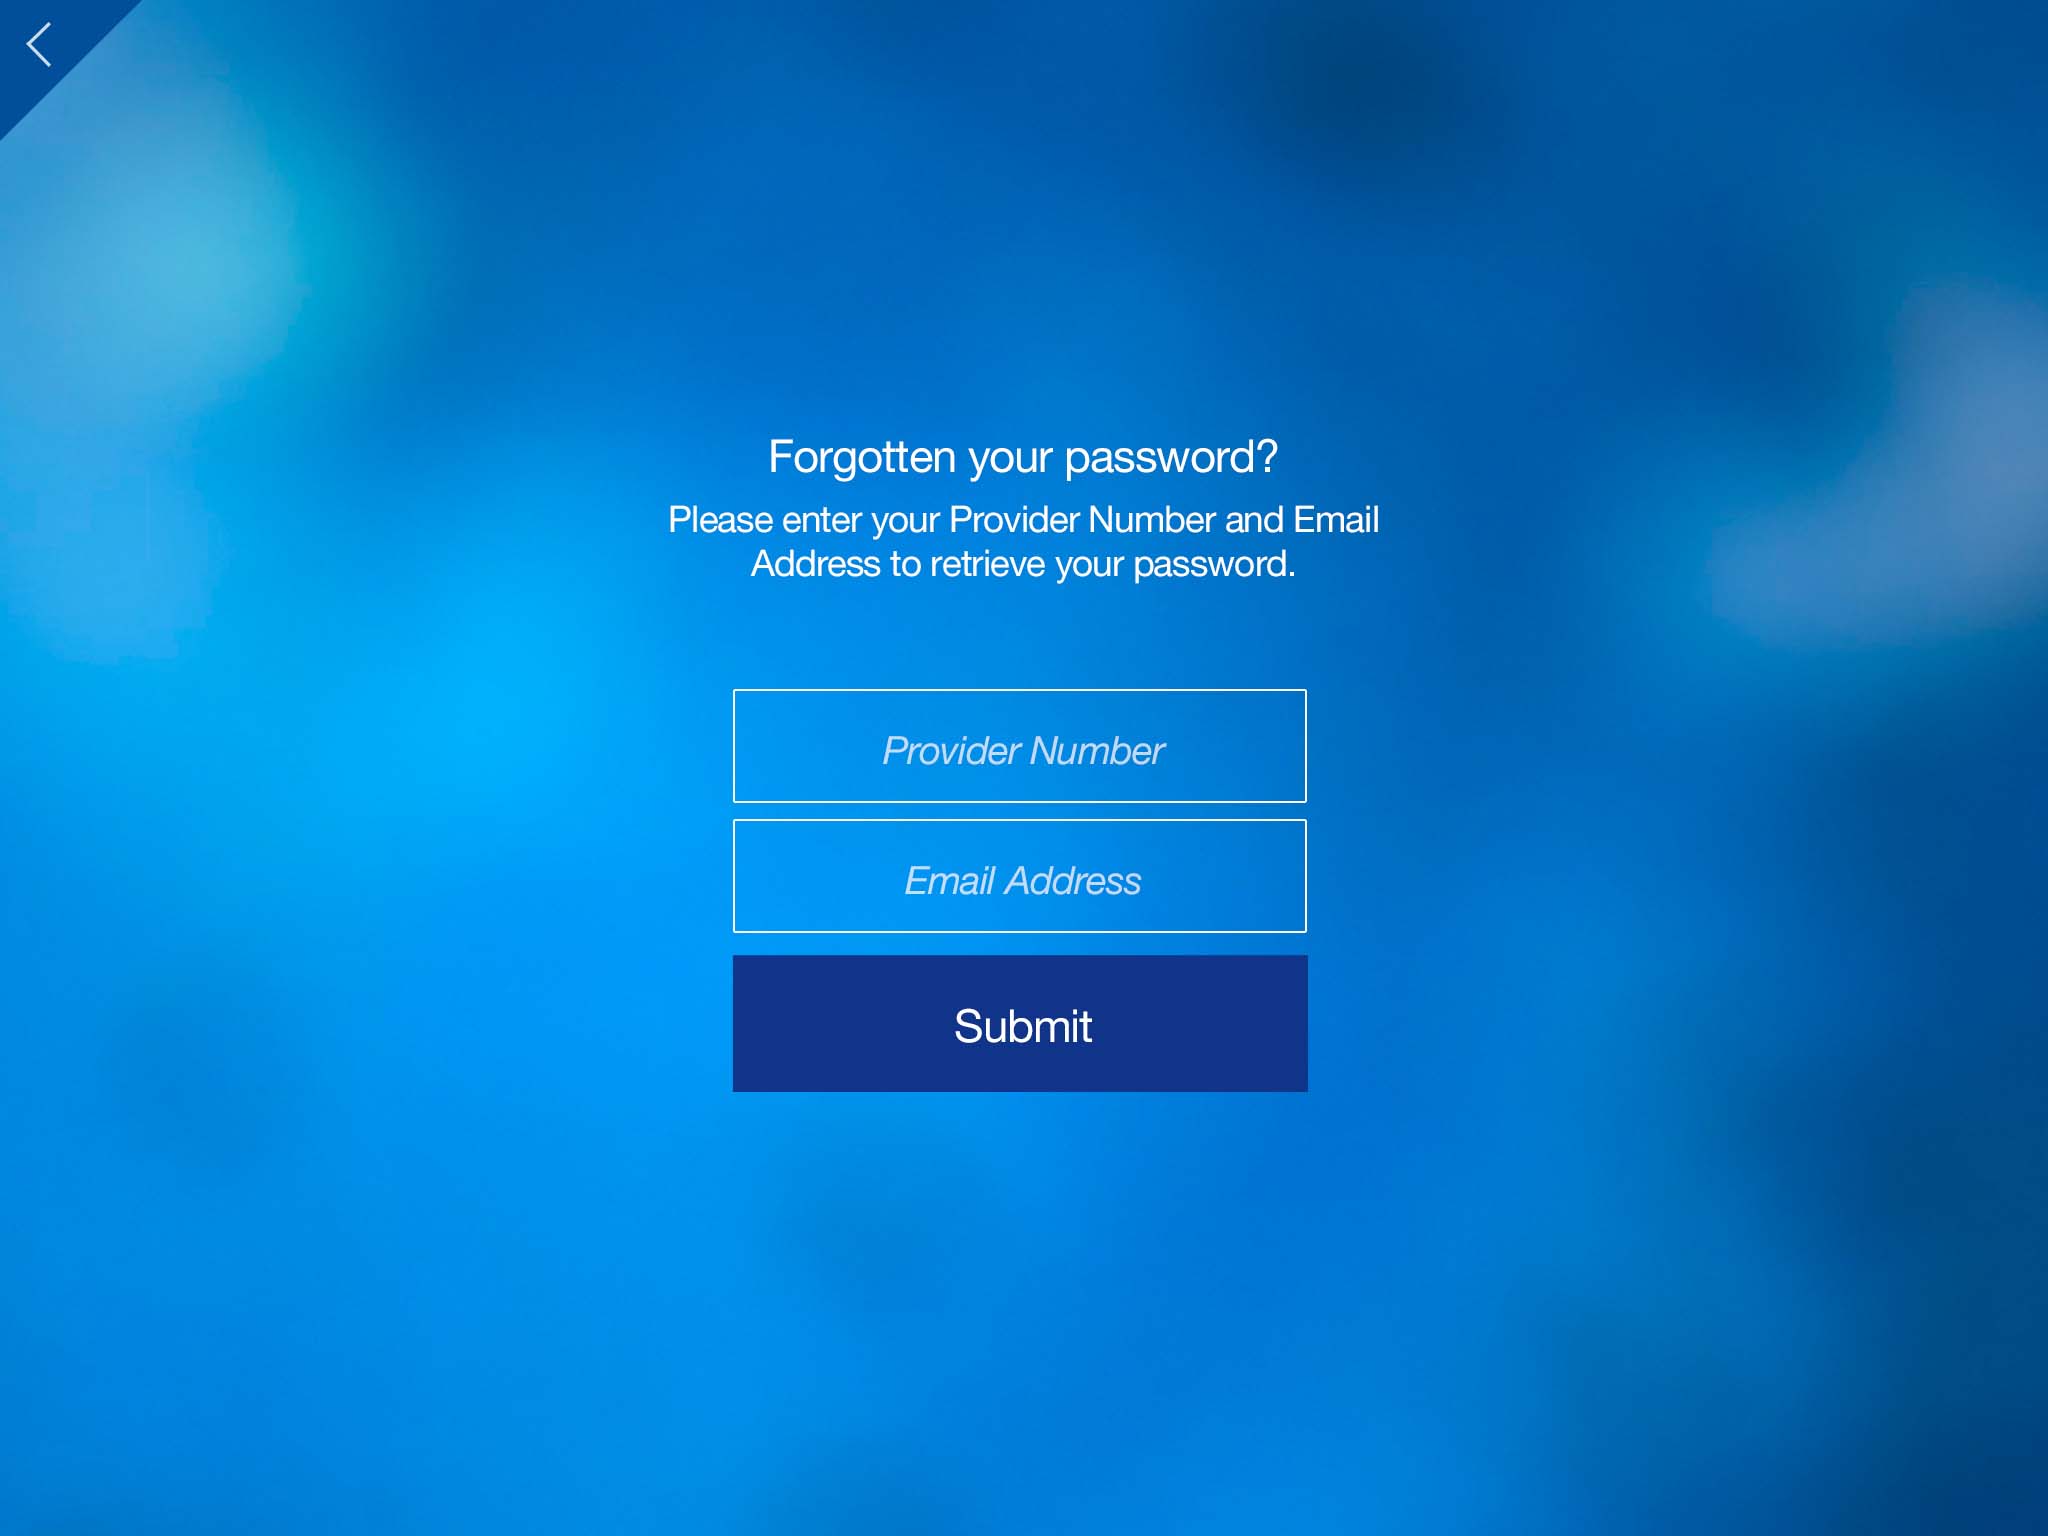 Forgotten your password?
Please enter your Provider Number and Email
Address to retrieve your password.
Provider Number
Email Address
Submit